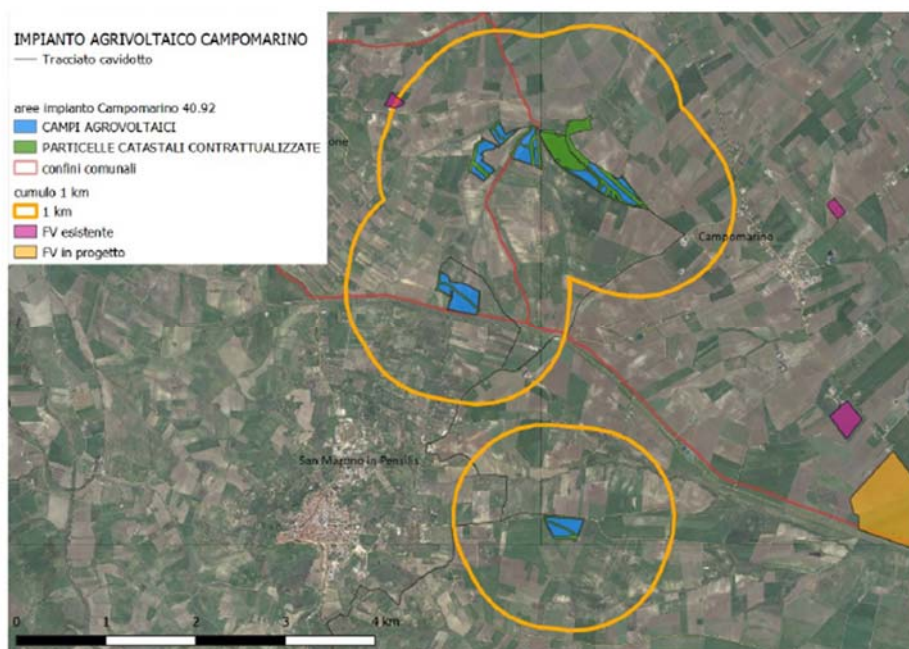 IMPIANTO AGRIVOLTAICO CAMPOMARINO
Tracciato cavidotto
aree impianto Campomarino 40.92
CAMPI AGROVOLTAICI
PARTICELLE CATASTALI CONTRATTUALIZZATE
confini comunali
cumulo 1 km
1 km
FV esistente
FV in progetto
one
Campomarino
San Martino in Pensilis
0 1 2 3 4 km